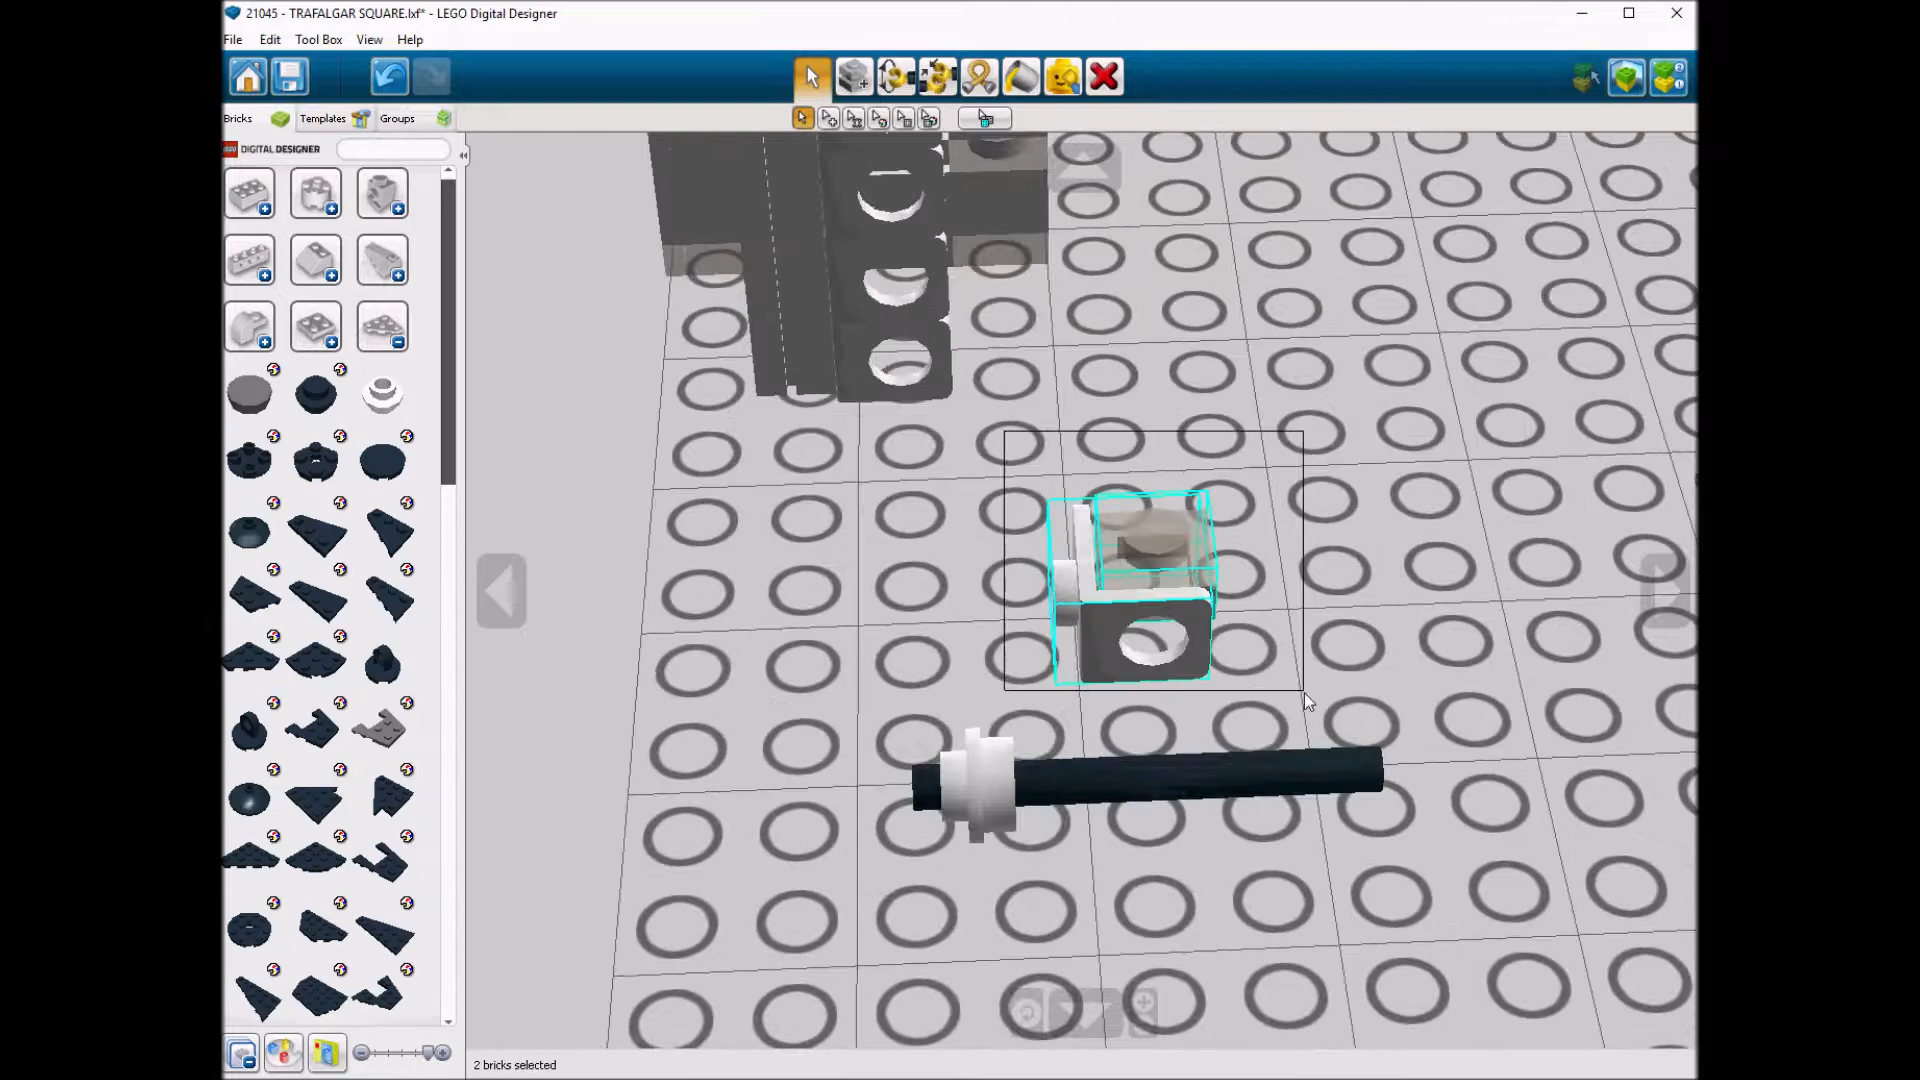 21045 - TRAFALGAR SQUARE.lxf* - LEGO Digital Designer
File Edit Tool Box View Help
Bricks Templates Groups
LEGO DIGITAL DESIGNER
2 bricks selected